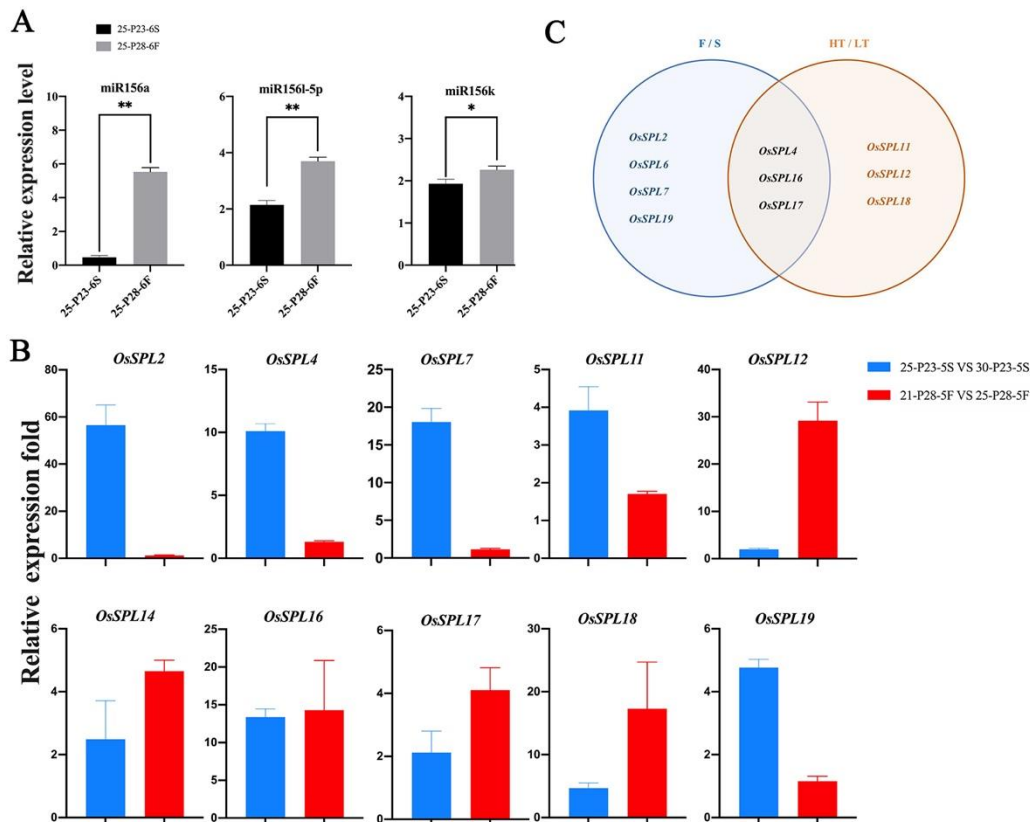 A
25-P23-6S
25-P28-6F
Relative expression level
miR156a
**
8
6
4
2
0
25-P23-6S
25-P28-6F
miR156l-5p
**
6
4
2
0
25-P23-6S
25-P28-6F
miR156k
*
4
3
2
1
0
25-P23-6S
25-P28-6F
C
F / S
HT / LT
OsSPL2
OsSPL6
OsSPL7
OsSPL19
OsSPL4
OsSPL16
OsSPL17
OsSPL11
OsSPL12
OsSPL18
B
Relative expression fold
OsSPL2
80
60
40
20
0
OsSPL4
15
10
5
0
OsSPL7
25
20
15
10
5
0
OsSPL11
5
4
3
2
1
0
OsSPL12
40
30
20
10
0
25-P23-5S VS 30-P23-5S
21-P28-5F VS 25-P28-5F
OsSPL14
6
4
2
0
OsSPL16
25
20
15
10
5
0
OsSPL17
6
4
2
0
OsSPL18
30
20
10
0
OsSPL19
6
4
2
0